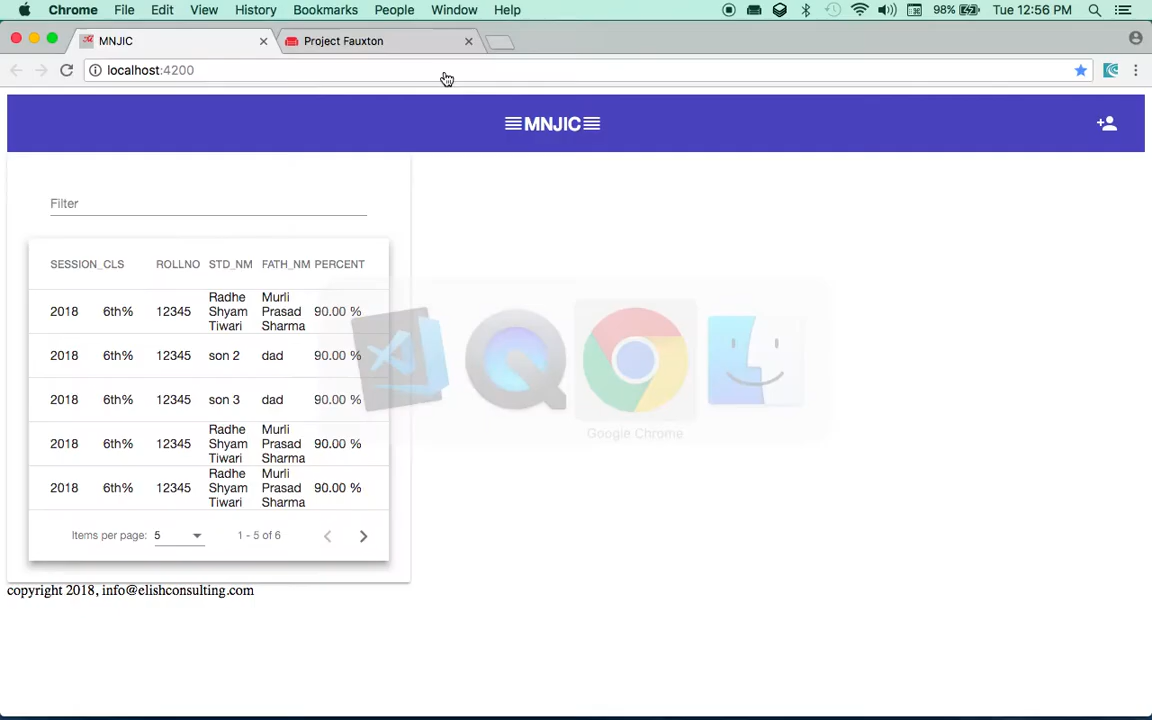 Chrome File Edit View History Bookmarks People Window Help 98% Tue 12:56 PM
MNJIC Project Fauxton
localhost:4200
MNJIC
Filter
SESSION_CLS ROLLNO STD_NM FATH_NM PERCENT
2018 6th% 12345 Radhe Shyam Tiwari Murli Prasad Sharma 90.00 %
2018 6th% 12345 son 2 dad 90.00 %
2018 6th% 12345 son 3 dad 90.00 %
2018 6th% 12345 Radhe Shyam Tiwari Murli Prasad Sharma 90.00 %
2018 6th% 12345 Radhe Shyam Tiwari Murli Prasad Sharma 90.00 %
Google Chrome
Items per page: 5 1 - 5 of 6
copyright 2018, info@elishconsulting.com